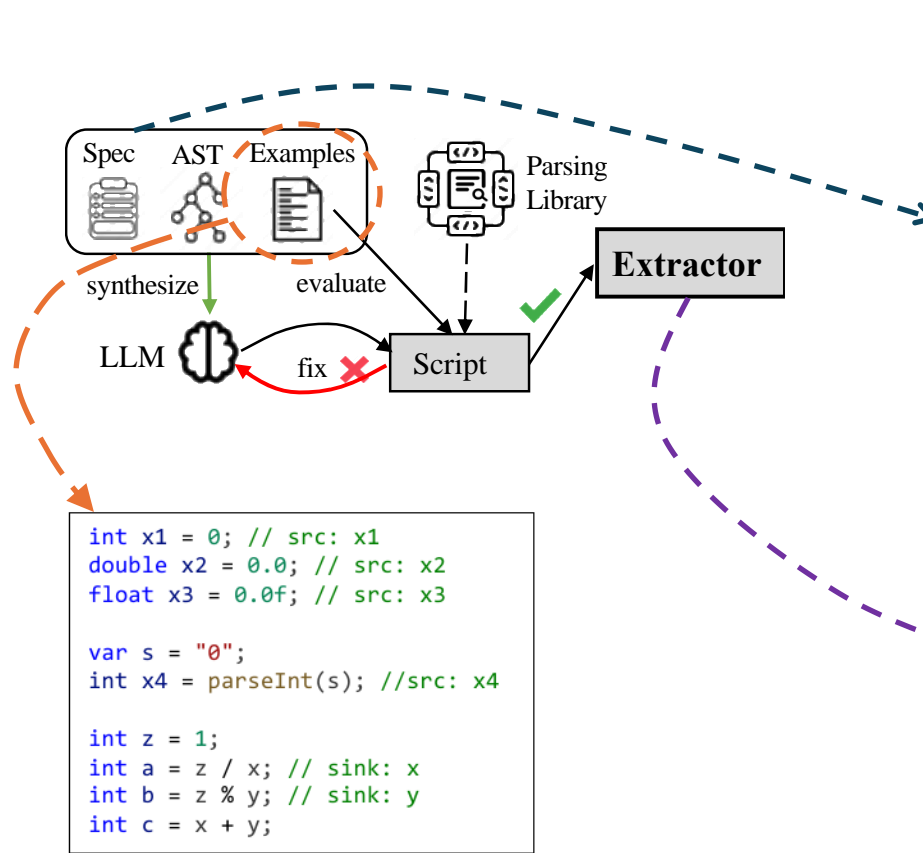 Spec AST Examples
Parsing
Library
synthesize
evaluate
Extractor
LLM
fix
Script
int x1 = 0; // src: x1
double x2 = 0.0; // src: x2
float x3 = 0.0f; // src: x3
var s = "0";
int x4 = parseInt(s); //src: x4
int z = 1;
int a = z / x; // sink: x
int b = z % y; // sink: y
int c = x + y;